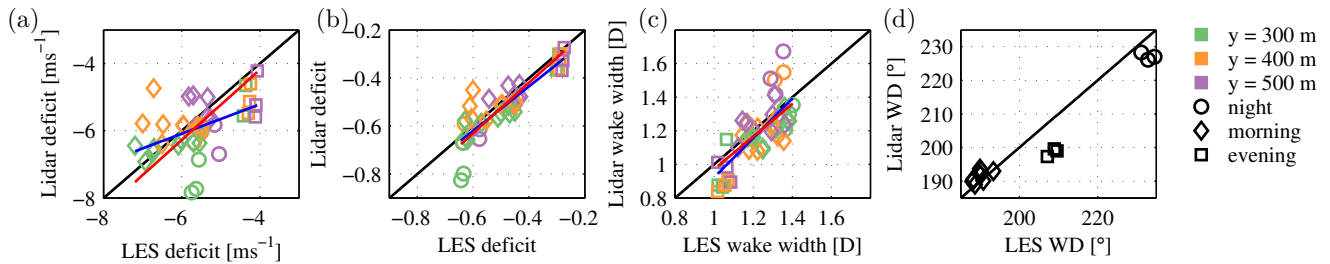 (a)
Lidar deficit [ms⁻¹]
−4
−6
−8
−8 −6 −4
LES deficit [ms⁻¹]
(b)
Lidar deficit
−0.2
−0.4
−0.6
−0.8
−0.8 −0.6 −0.4 −0.2
LES deficit
(c)
Lidar wake width [D]
1.8
1.6
1.4
1.2
1
0.8
0.8 1 1.2 1.4 1.6
LES wake width [D]
(d)
Lidar WD [°]
230
220
210
200
190
200 220
LES WD [°]
y = 300 m
y = 400 m
y = 500 m
night
morning
evening